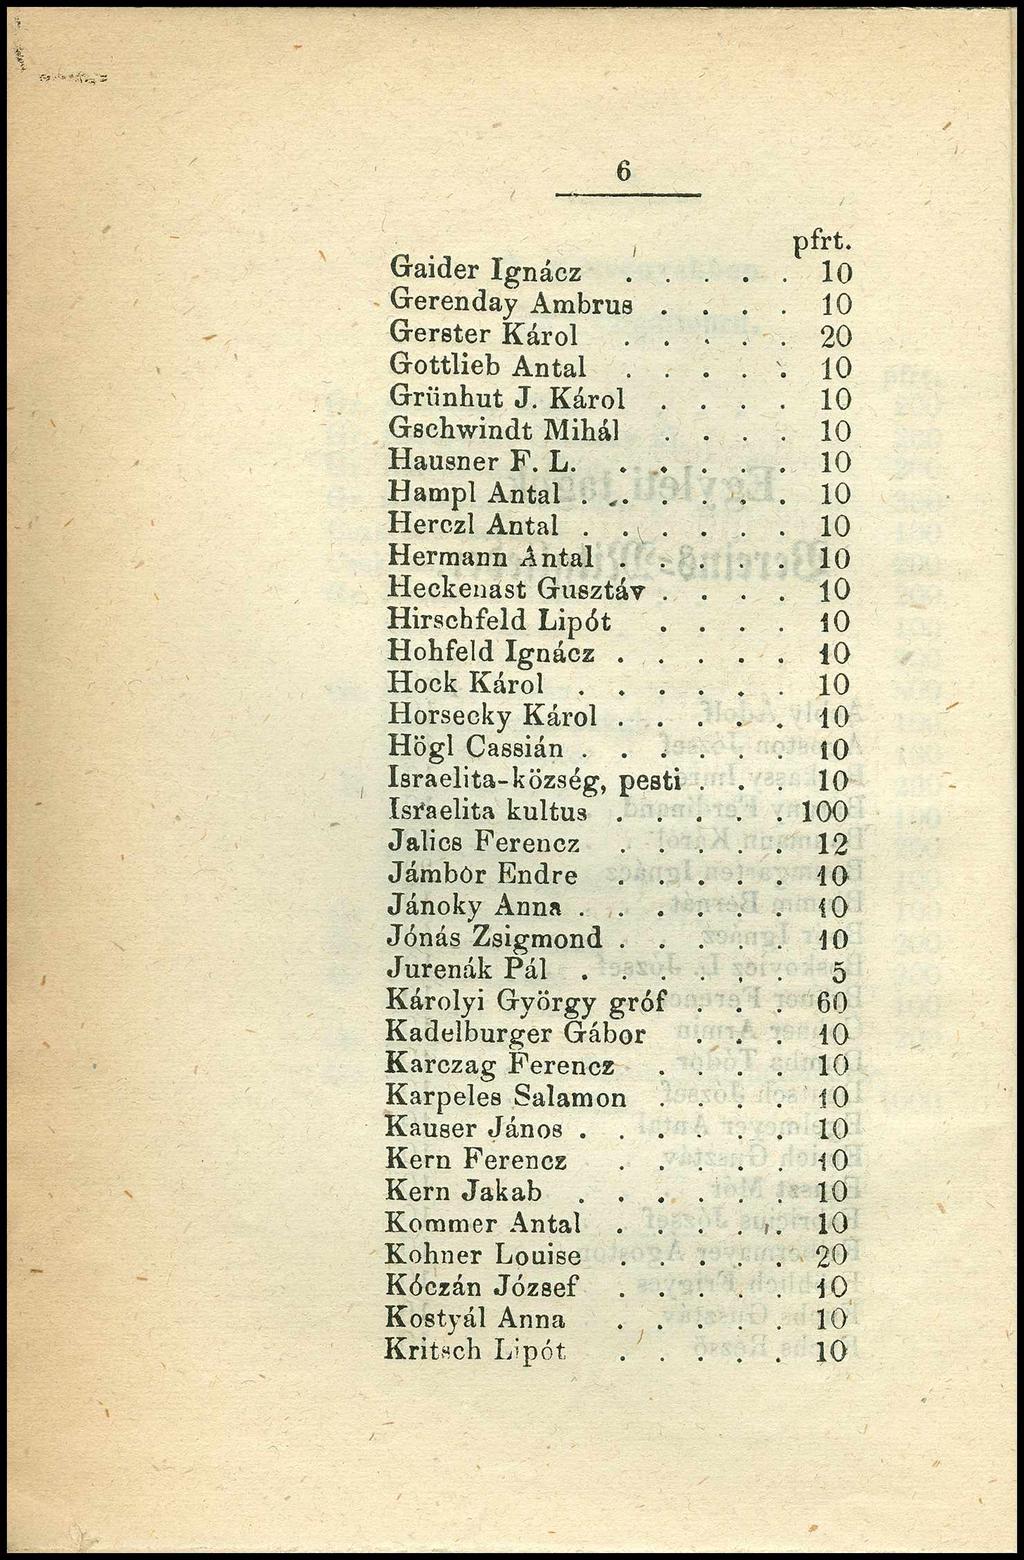 6
pfrt.
Gaider Ignácz . . . . . 10
Gerenday Ambrus . . . . 10
Gerster Károl . . . . . 20
Gottlieb Antal . . . . . 10
Grünhut J. Károl . . . . 10
Gschwindt Mihál . . . . 10
Hausner F. L. . . . . . . 10
Hampl Antal . . . . . . . 10
Herczl Antal . . . . . . 10
Hermann Antal . . . . . 10
Heckenast Gusztáv . . . . 10
Hirschfeld Lipót . . . . 10
Hohfeld Ignácz . . . . . 10
Hock Károl . . . . . . 10
Horsecky Károl . . . . . 10
Högl Cassián . . . . . . 10
Israelita-község, pesti . . . 10
Israelita kultus . . . . . 100
Jalics Ferencz . . . . . 12
Jámbor Endre . . . . . 10
Jánoky Anna . . . . . . 10
Jónás Zsigmond . . . . . 10
Jurenák Pál . . . . . . 5
Károlyi György gróf . . . 60
Kadelburger Gábor . . . 10
Karczag Ferencz . . . . 10
Karpeles Salamon . . . . 10
Kauser János . . . . . . 10
Kern Ferencz . . . . . 10
Kern Jakab . . . . . . 10
Kommer Antal . . . . . 10
Kohner Louise . . . . . 20
Kóczán József . . . . . 10
Kostyál Anna . . . . . 10
Kritsch Lipót . . . . . 10